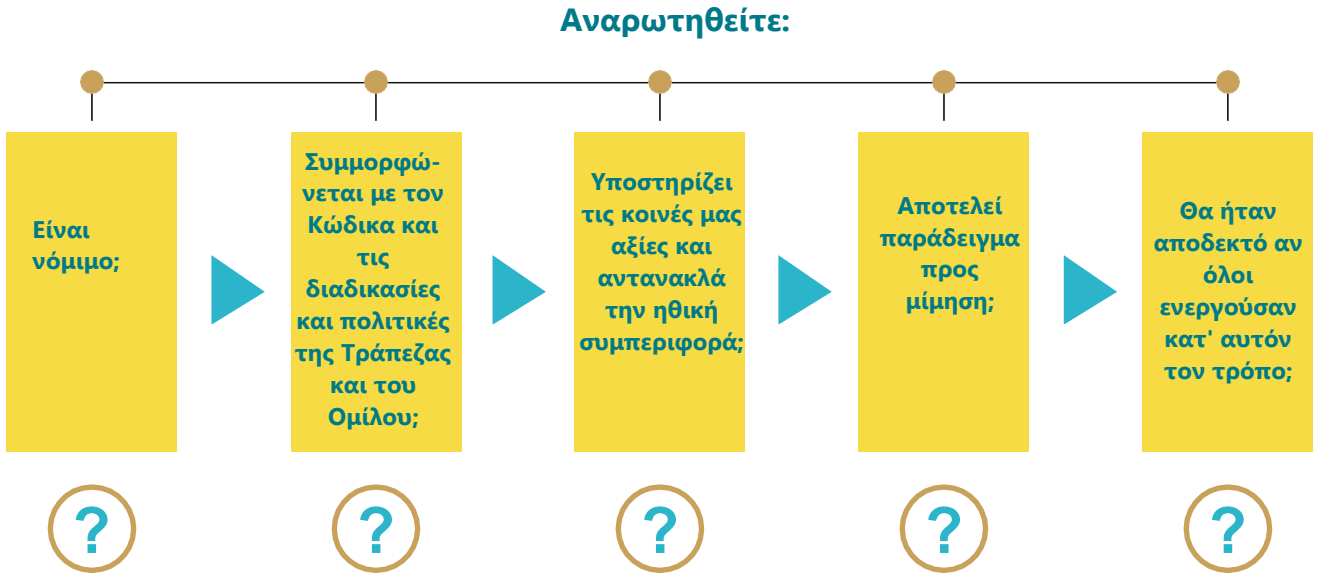 Αναρωτηθείτε:
Είναι
νόμιμο;
Συμμορφώ-
νεται με τον
Κώδικα και
τις
διαδικασίες
και πολιτικές
της Τράπεζας
και του
Ομίλου;
Υποστηρίζει
τις κοινές μας
αξίες και
αντανακλά
την ηθική
συμπεριφορά;
Αποτελεί
παράδειγμα
προς
μίμηση;
Θα ήταν
αποδεκτό αν
όλοι
ενεργούσαν
κατ' αυτόν
τον τρόπο;
?
?
?
?
?